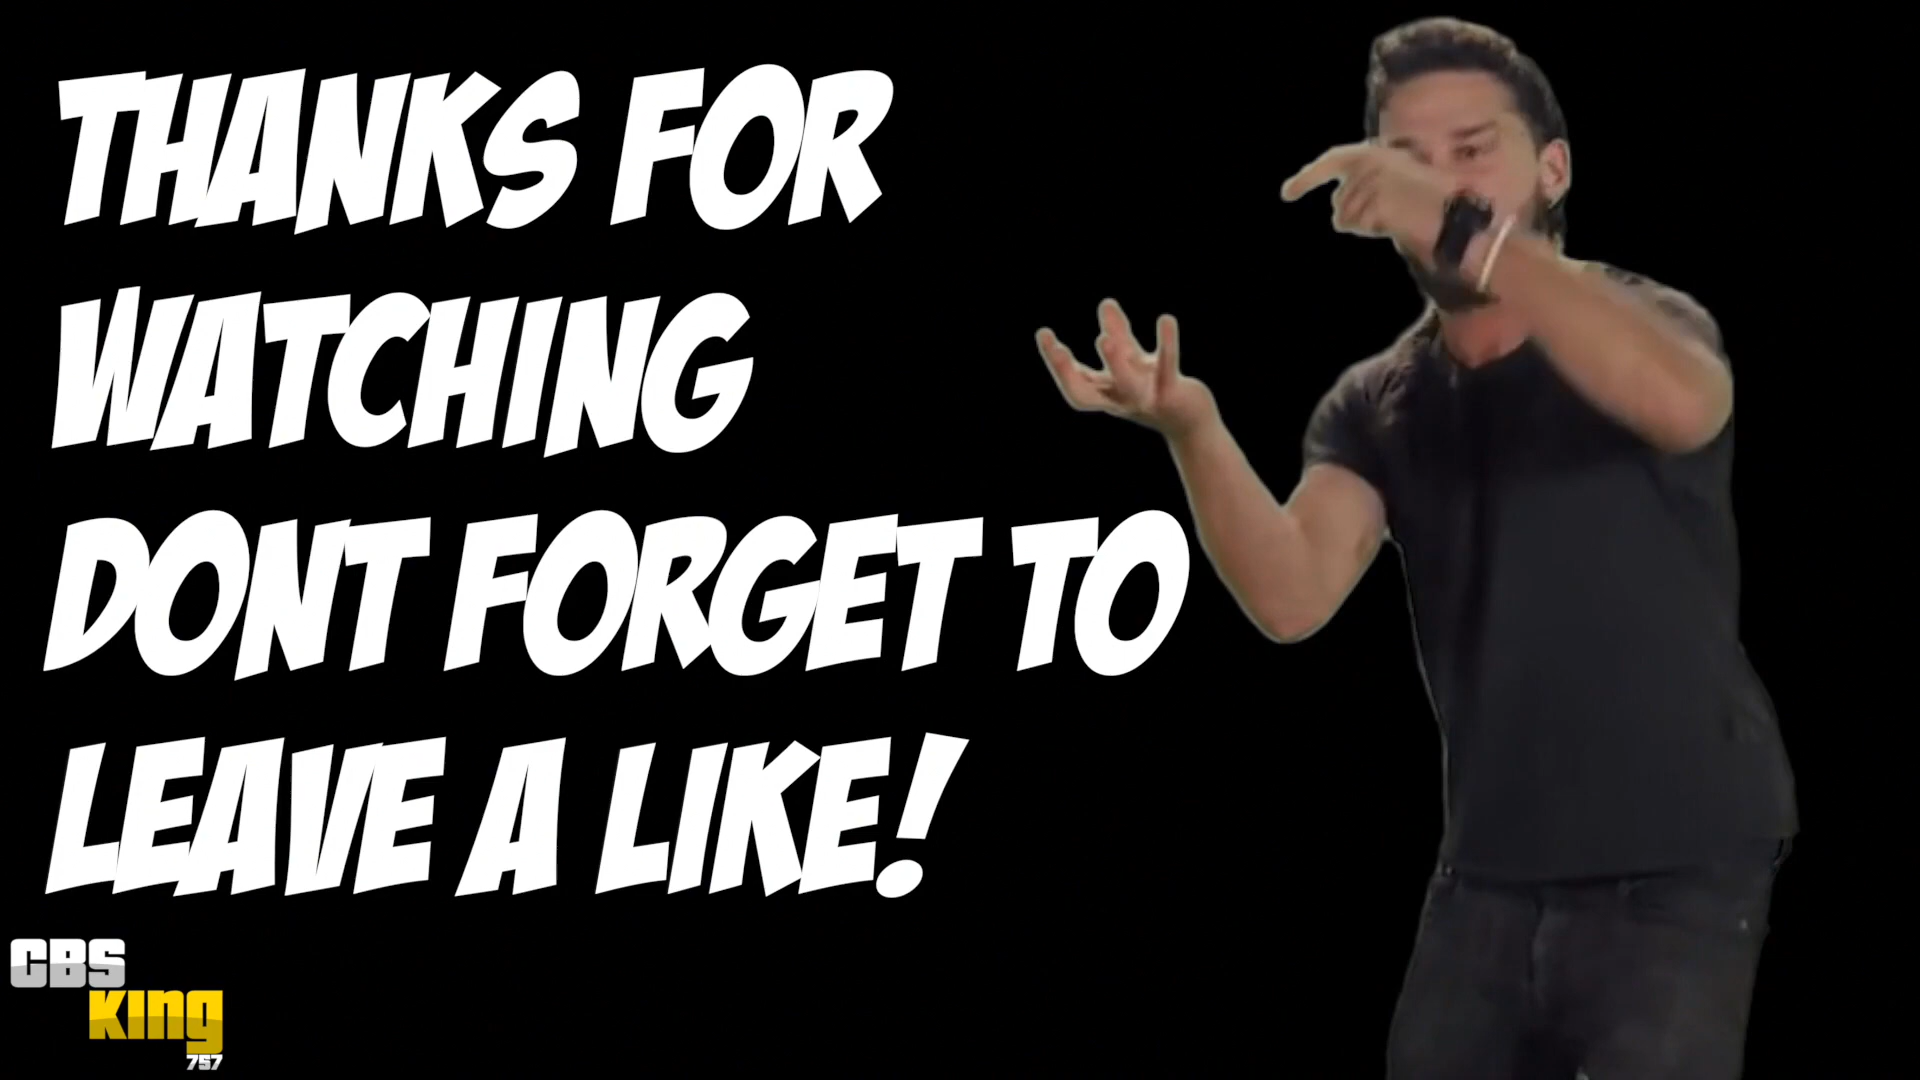 THANKS FOR
WATCHING
DONT FORGET TO
LEAVE A LIKE!
CBS
KING
757